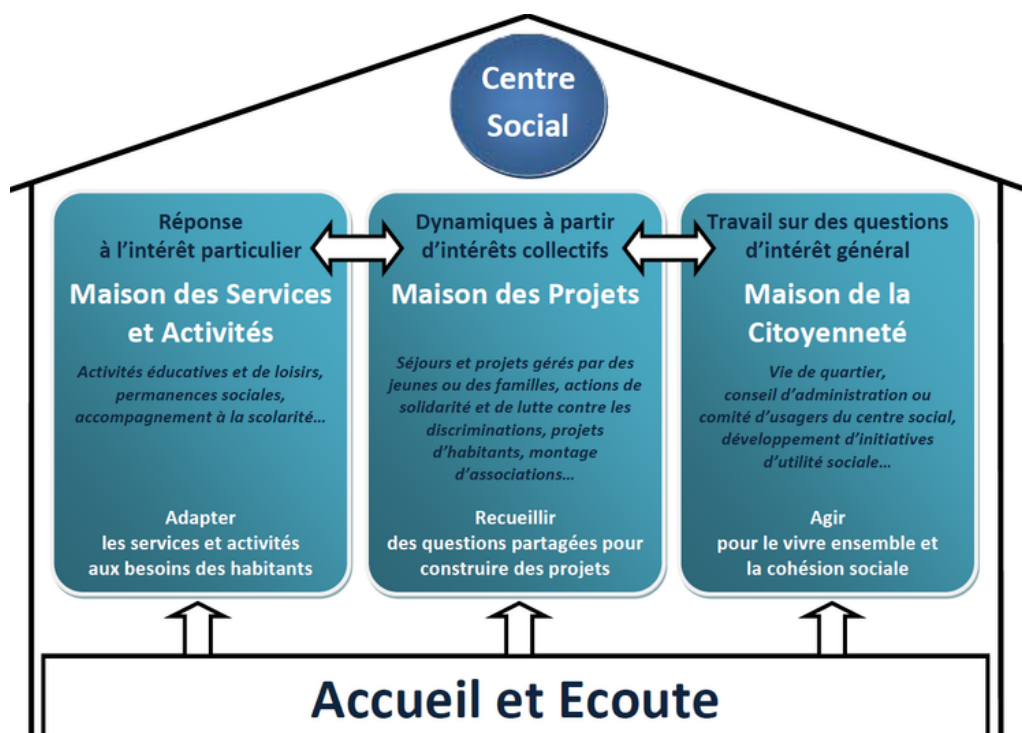 Centre
Social
Réponse
à l’intérêt particulier
Maison des Services
et Activités
Activités éducatives et de loisirs,
permanences sociales,
accompagnement à la scolarité…
Adapter
les services et activités
aux besoins des habitants
Dynamiques à partir
d’intérêts collectifs
Maison des Projets
Séjours et projets gérés par des
jeunes ou des familles, actions de
solidarité et de lutte contre les
discriminations, projets
d’habitants, montage
d’associations…
Recueillir
des questions partagées pour
construire des projets
Travail sur des questions
d’intérêt général
Maison de la
Citoyenneté
Vie de quartier,
conseil d’administration ou
comité d’usagers du centre social,
développement d’initiatives
d’utilité sociale…
Agir
pour le vivre ensemble et
la cohésion sociale
Accueil et Ecoute